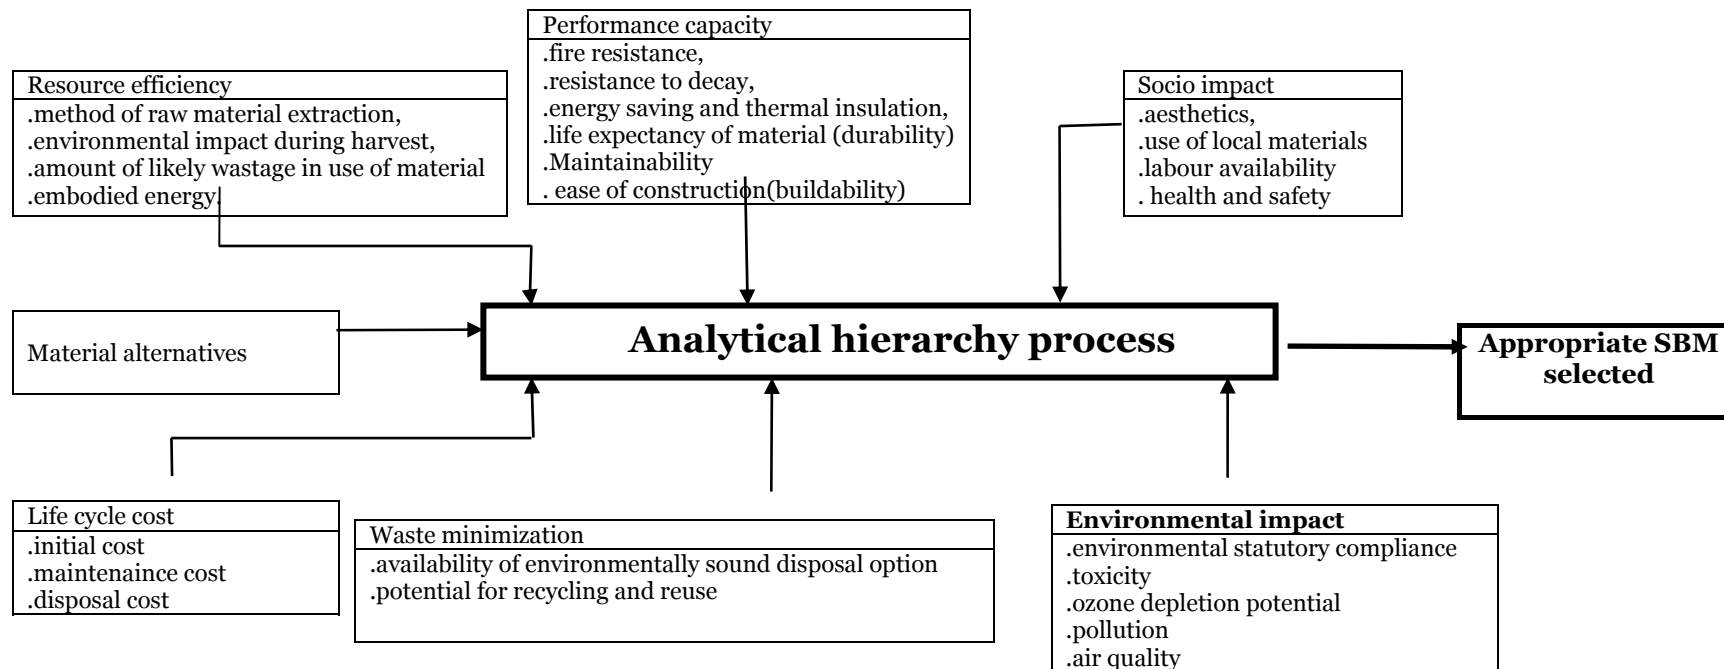 Performance capacity
.fire resistance,
.resistance to decay,
.energy saving and thermal insulation,
.life expectancy of material (durability)
.Maintainability
. ease of construction(buildability)
Resource efficiency
.method of raw material extraction,
.environmental impact during harvest,
.amount of likely wastage in use of material
.embodied energy.
Socio impact
.aesthetics,
.use of local materials
.labour availability
. health and safety
Material alternatives
Analytical hierarchy process
Appropriate SBM
selected
Life cycle cost
.initial cost
.maintenaince cost
.disposal cost
Waste minimization
.availability of environmentally sound disposal option
.potential for recycling and reuse
Environmental impact
.environmental statutory compliance
.toxicity
.ozone depletion potential
.pollution
.air quality